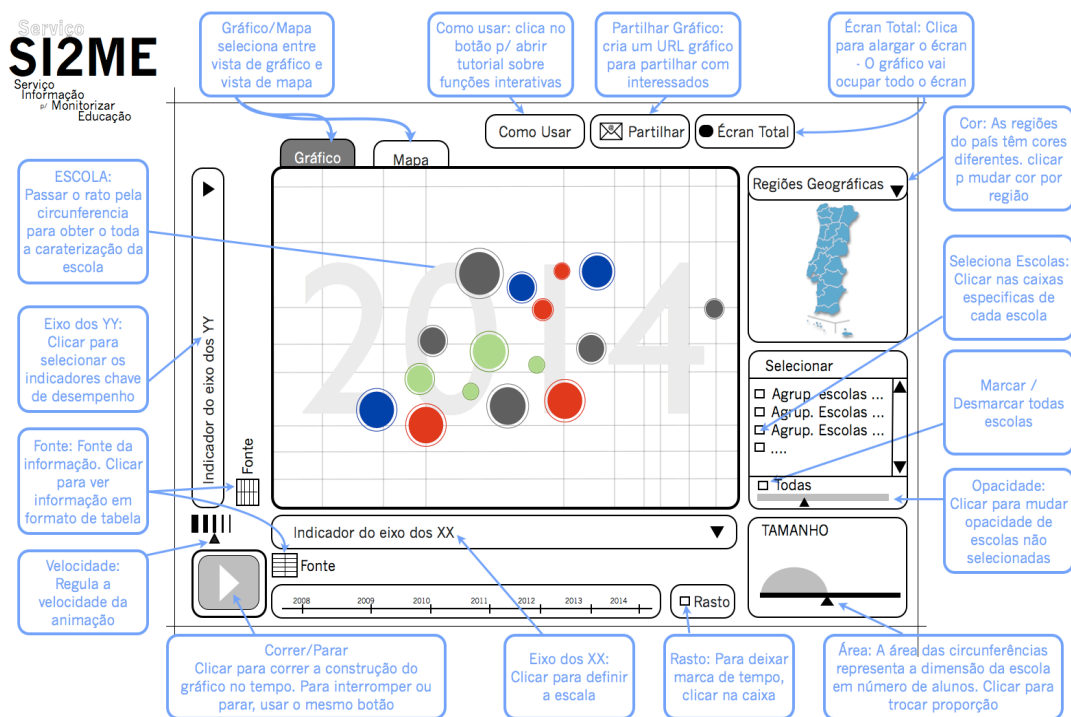 Serviço
SI2ME
Serviço
Informação
p/ Monitorizar
Educação
Gráfico/Mapa
seleciona entre
vista de gráfico e
vista de mapa
Como usar: clica no
botão p/ abrir
tutorial sobre
funções interativas
Partilhar Gráfico:
cria um URL gráfico
para partilhar com
interessados
Écran Total: Clica
para alargar o écran
- O gráfico vai
ocupar todo o écran
Como Usar
Partilhar
Écran Total
Cor: As regiões
do país têm cores
diferentes. clicar
p mudar cor por
região
Gráfico
Mapa
ESCOLA:
Passar o rato pela
circunferencia
para obter o toda
a caraterização da
escola
Regiões Geográficas
2014
Seleciona Escolas:
Clicar nas caixas
especificas de
cada escola
Eixo dos YY:
Clicar para
selecionar os
indicadores chave
de desempenho
Indicador do eixo dos YY
Selecionar
Agrup. escolas ...
Agrup. Escolas ...
Agrup. Escolas ...
....
Todas
Marcar /
Desmarcar todas
escolas
Fonte: Fonte da
informação. Clicar
para ver
informação em
formato de tabela
Fonte
Opacidade:
Clicar para mudar
opacidade de
escolas não
selecionadas
Indicador do eixo dos XX
TAMANHO
Fonte
Velocidade:
Regula a
velocidade da
animação
2008 2009 2010 2011 2012 2013 2014
Rasto
Correr/Parar
Clicar para correr a construção do
gráfico no tempo. Para interromper ou
parar, usar o mesmo botão
Eixo dos XX:
Clicar para definir
a escala
Rasto: Para deixar
marca de tempo,
clicar na caixa
Área: A área das circunferências
representa a dimensão da escola
em número de alunos. Clicar para
trocar proporção